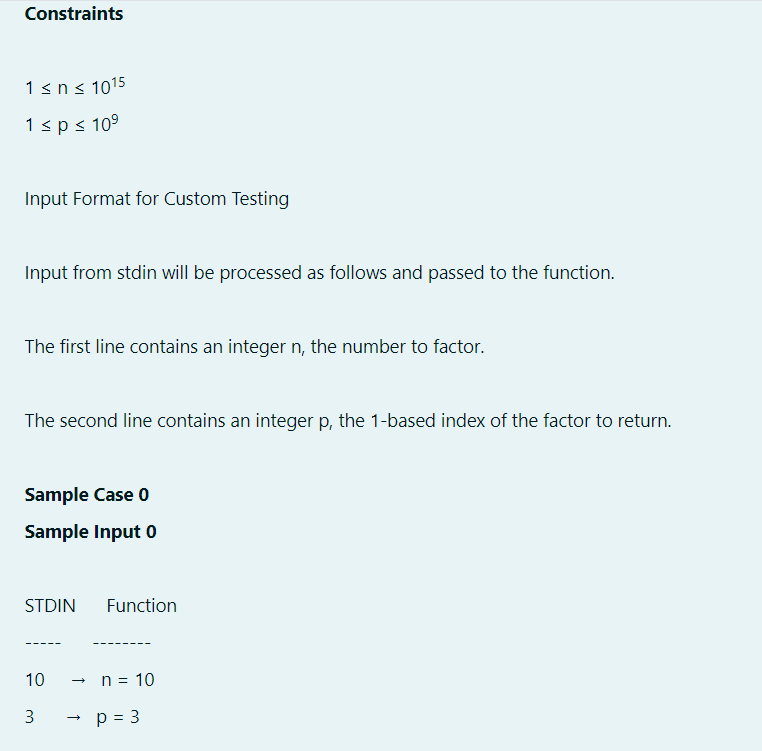 Constraints
1 ≤ n ≤ 10¹⁵
1 ≤ p ≤ 10⁹
Input Format for Custom Testing
Input from stdin will be processed as follows and passed to the function.
The first line contains an integer n, the number to factor.
The second line contains an integer p, the 1-based index of the factor to return.
Sample Case 0
Sample Input 0
STDIN Function
----- --------
10 → n = 10
3 → p = 3